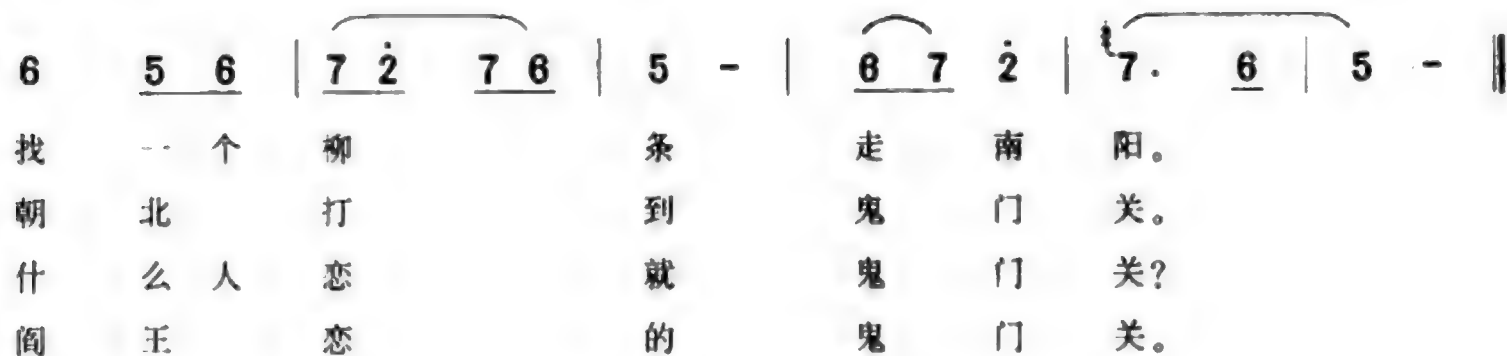 6 5 6 | 7 2̇ 7 6 | 5 - | 6 7 2̇ | 7. 6 | 5 - ‖
找 一 个 柳 条 走 南 阳。
朝 北 打 到 鬼 门 关。
什 么 人 恋 就 鬼 门 关？
阎 王 恋 的 鬼 门 关。